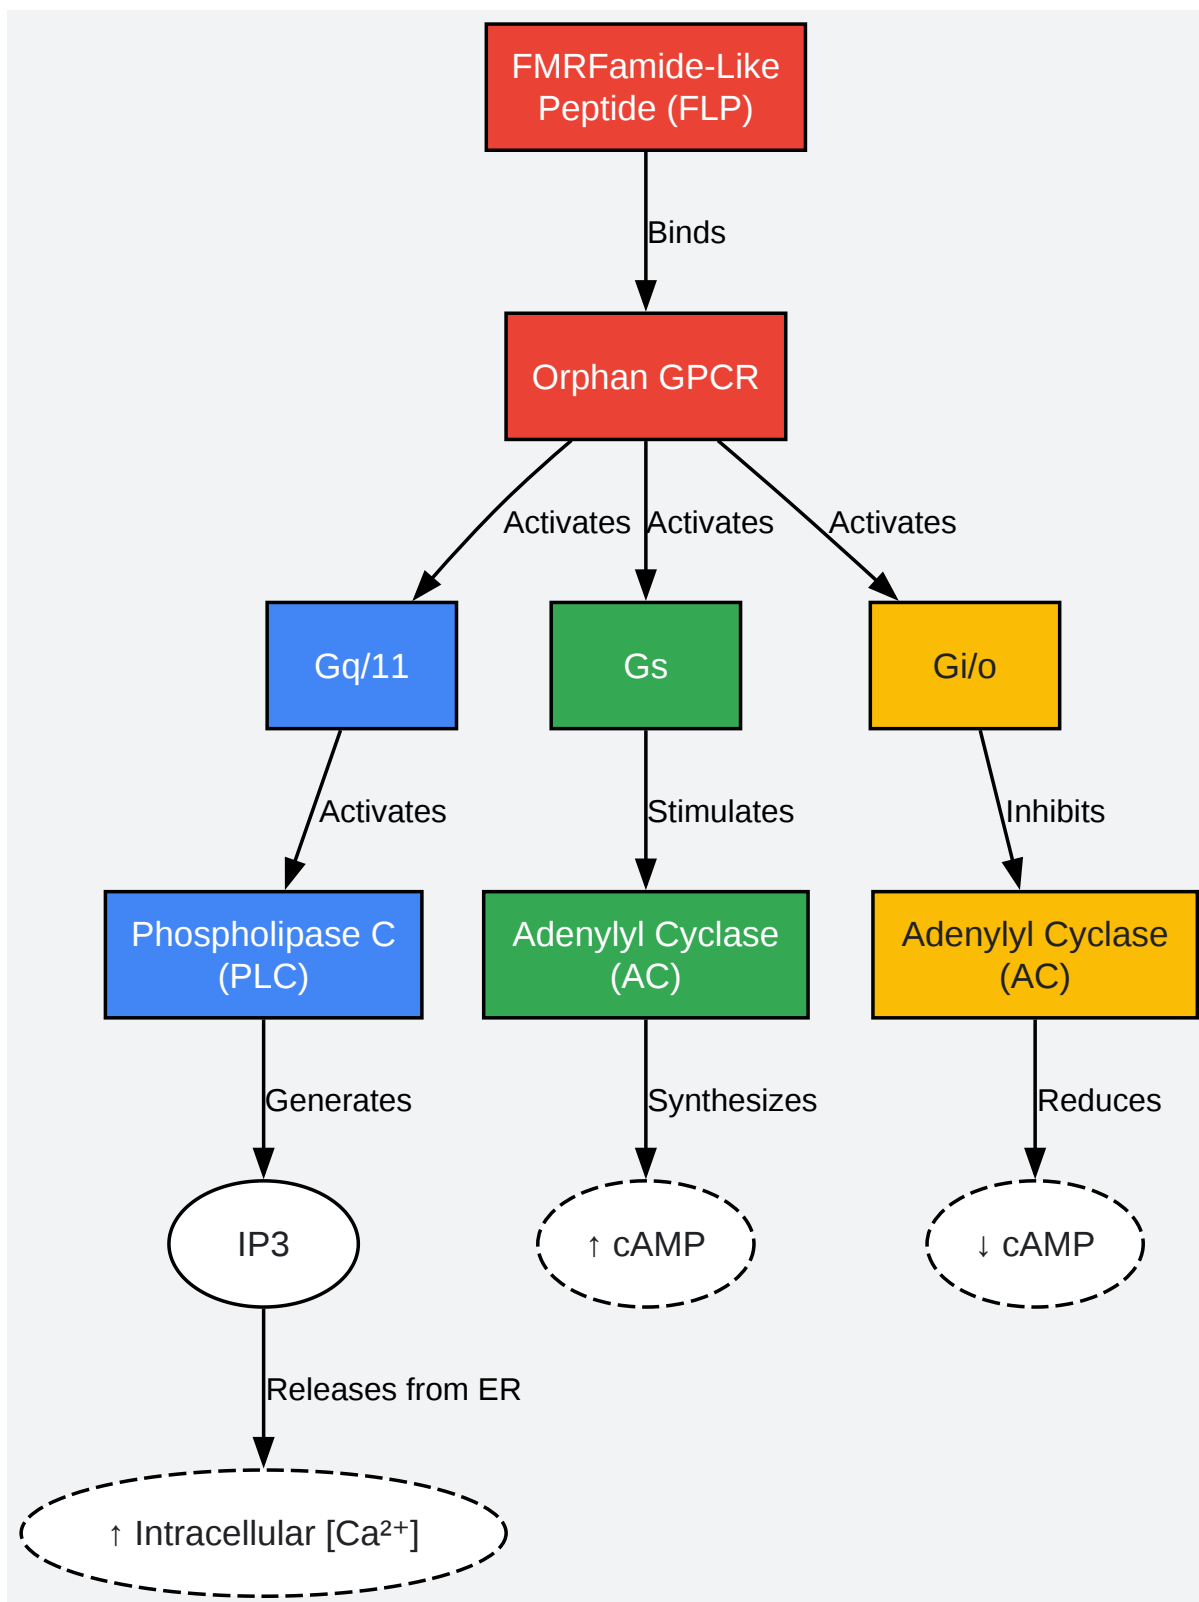 FMRFamide-Like
Peptide (FLP)
Binds
Orphan GPCR
Activates
Activates
Activates
Gq/11
Gs
Gi/o
Activates
Stimulates
Inhibits
Phospholipase C
(PLC)
Adenylyl Cyclase
(AC)
Adenylyl Cyclase
(AC)
Generates
Synthesizes
Reduces
IP3
↑ cAMP
↓ cAMP
Releases from ER
↑ Intracellular [Ca²⁺]